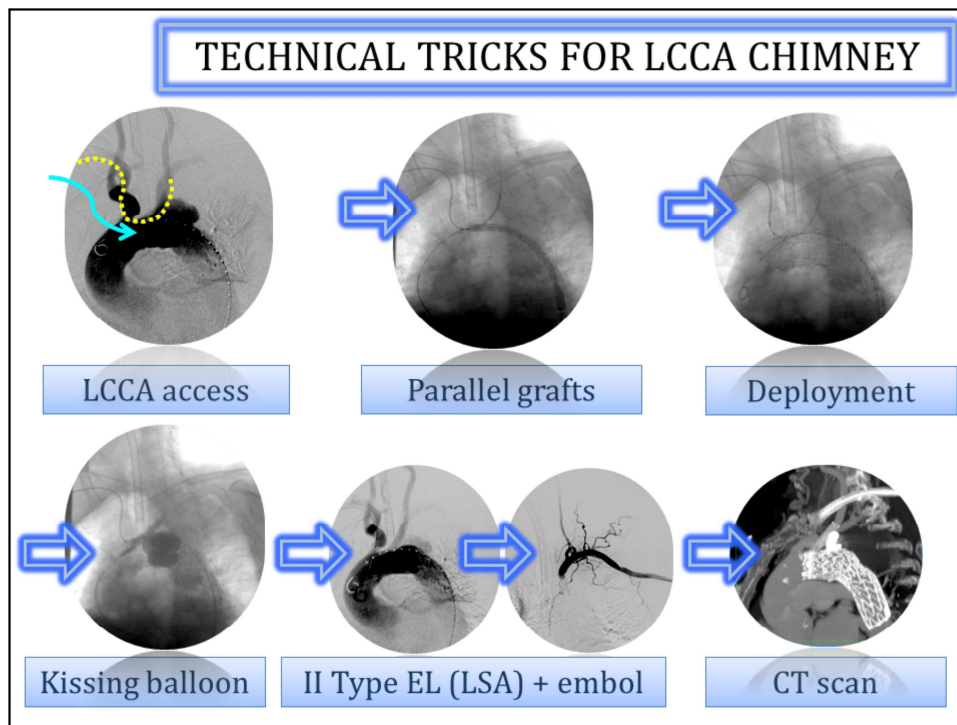 TECHNICAL TRICKS FOR LCCA CHIMNEY
LCCA access
Parallel grafts
Deployment
Kissing balloon
II Type EL (LSA) + embol
CT scan